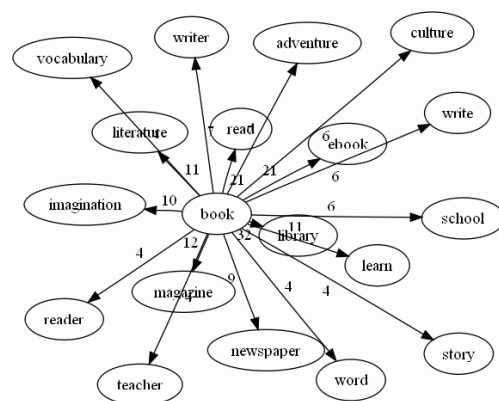 writer
adventure
culture
vocabulary
write
literature
7
read
6
ebook
11
21
21
6
imagination
10
book
6
school
12
32
11
library
learn
4
magazine
9
4
4
reader
newspaper
story
teacher
word